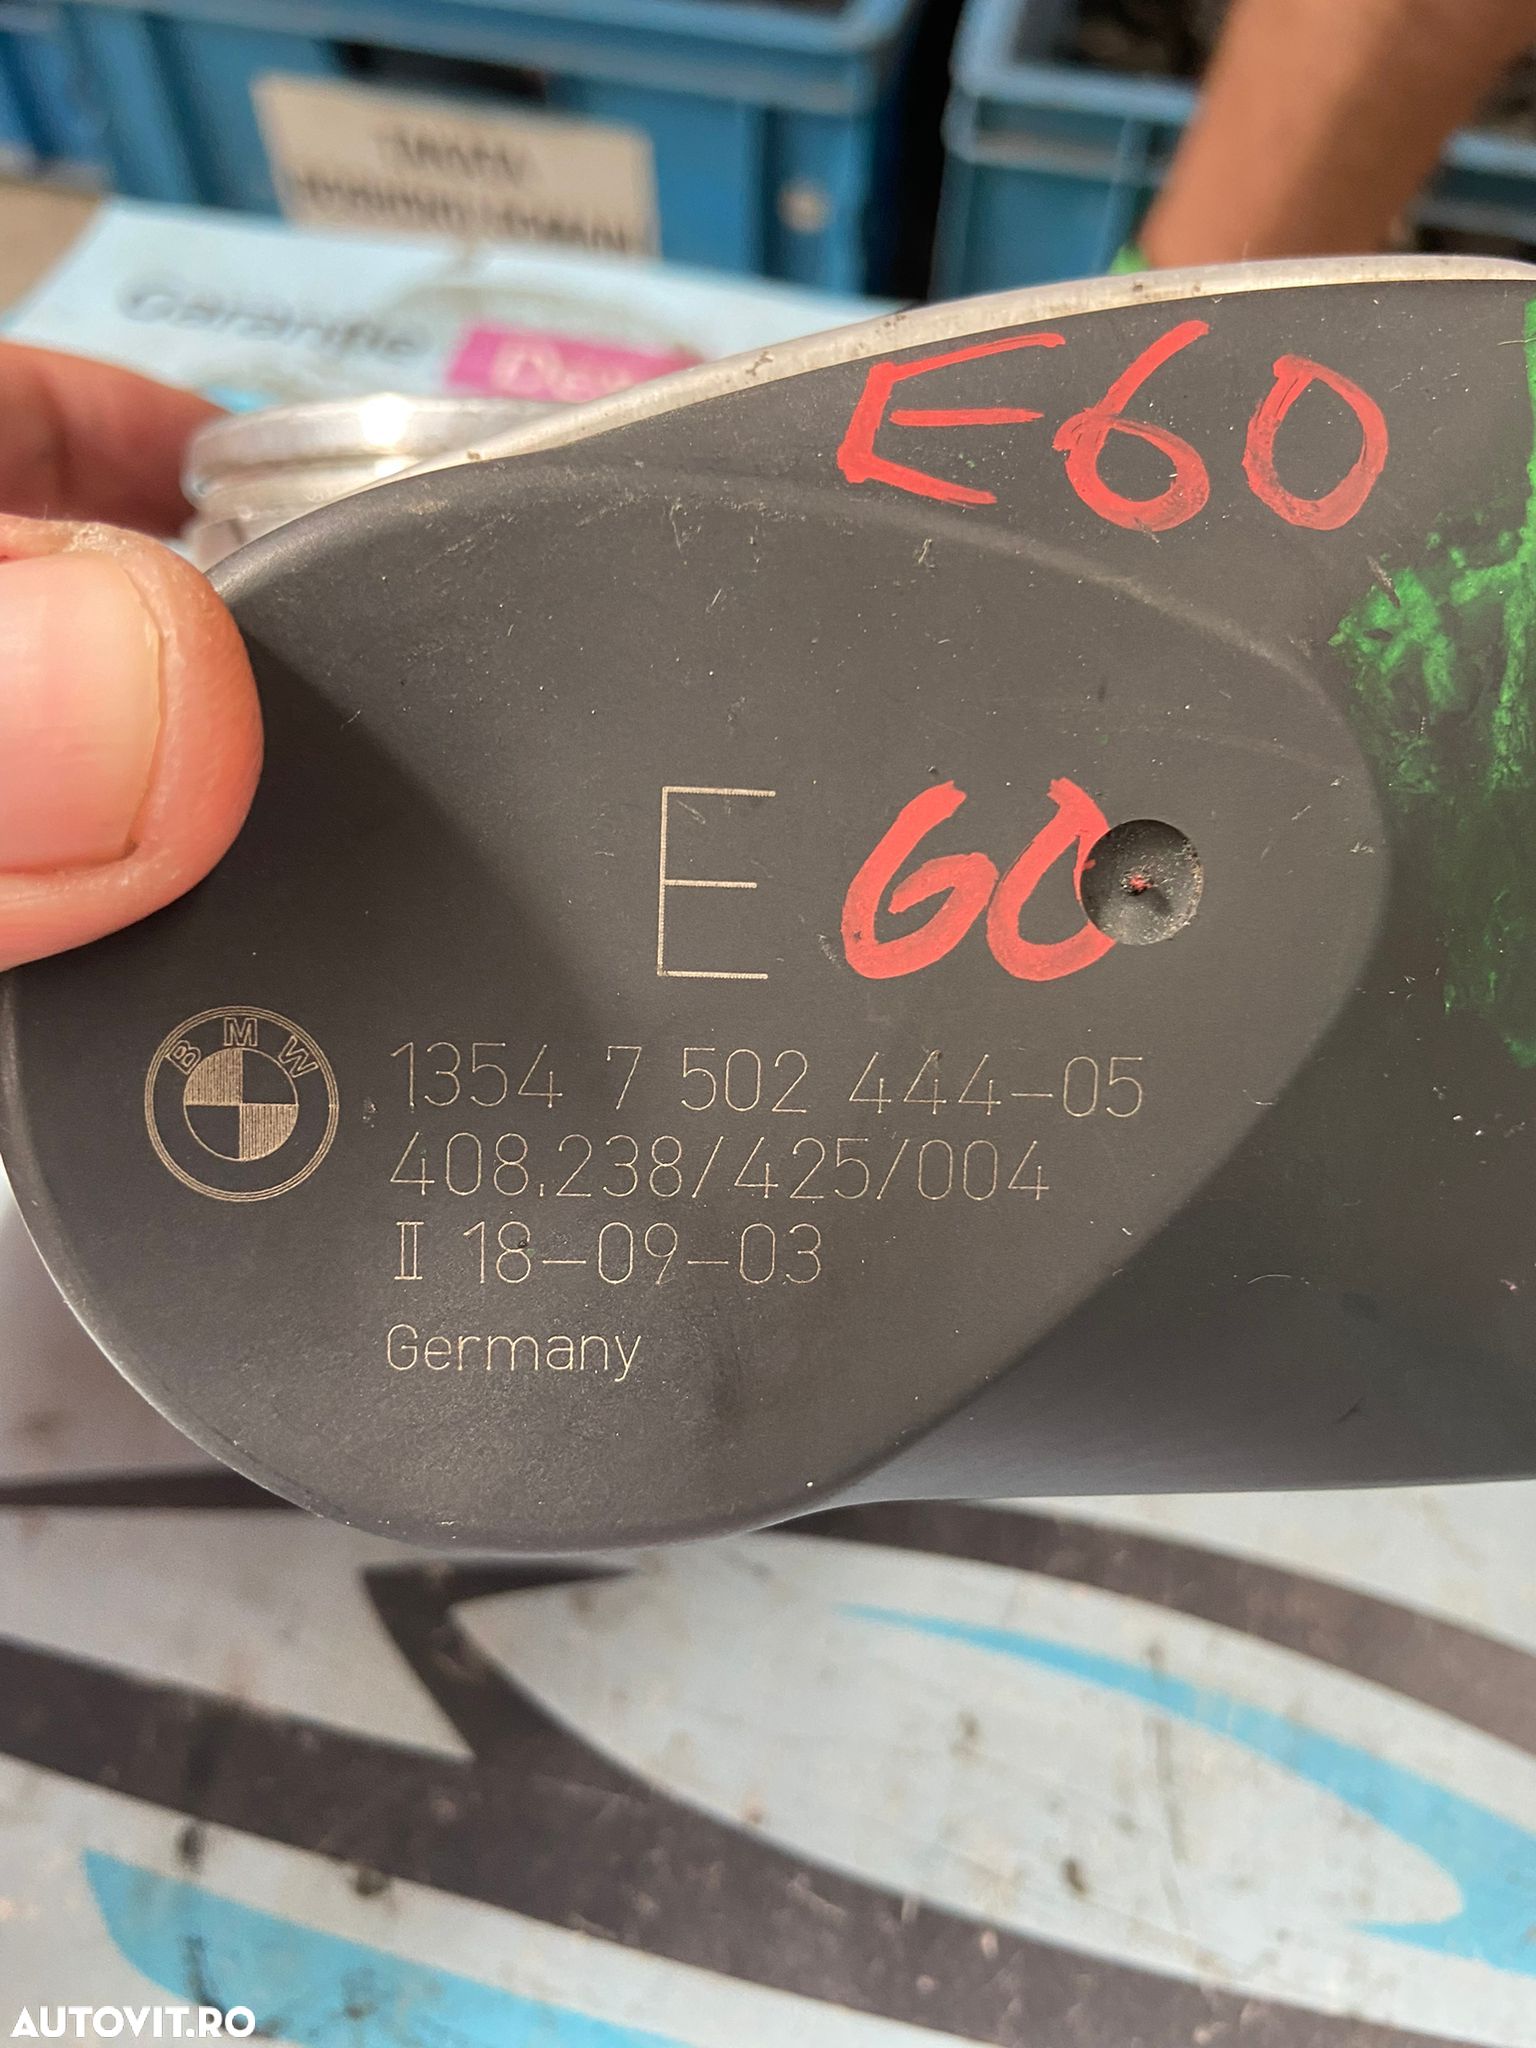 Garanție
E60
E 60
BMW
1354 7 502 444-05
408.238/425/004
II 18-09-03
Germany
AUTOVIT.RO